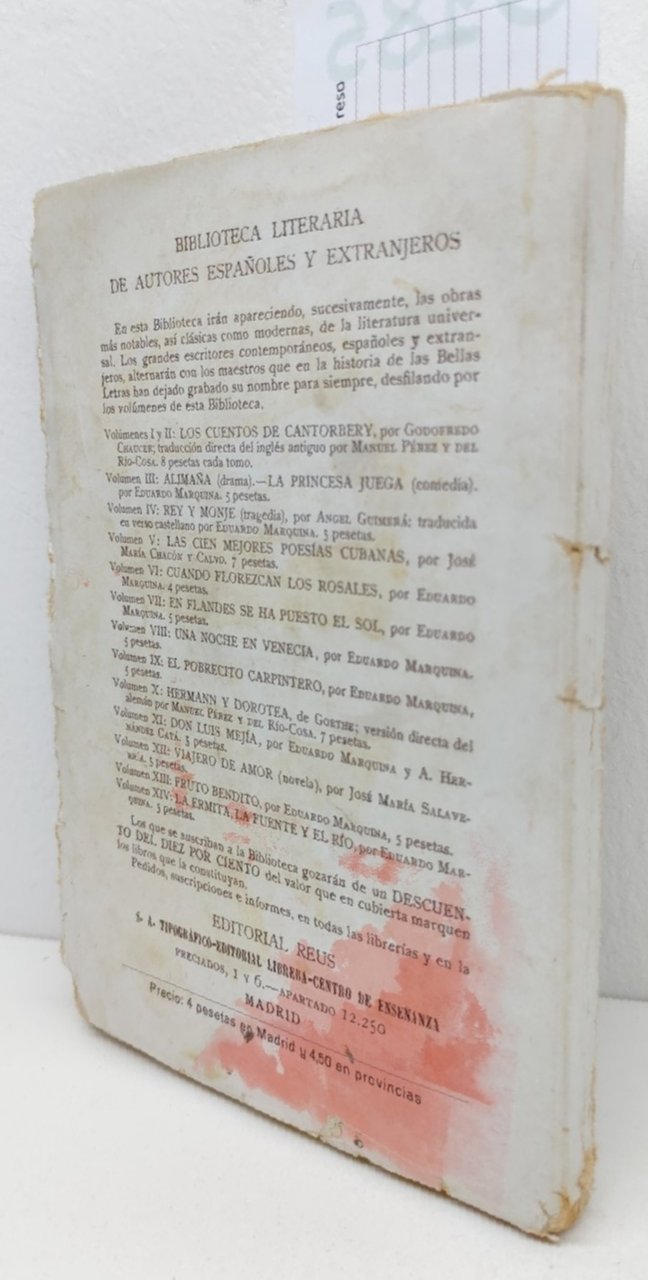 9285
reso
BIBLIOTECA LITERARIA
DE AUTORES ESPAÑOLES Y EXTRANJEROS
En esta Biblioteca irán apareciendo, sucesivamente, las obras
más notables, así clásicas como modernas, de la literatura univer-
sal. Los grandes escritores contemporáneos, españoles y extran-
jeros, alternarán con los maestros que en la historia de las Bellas
Letras han dejado grabado su nombre para siempre, desfilando por
los volúmenes de esta Biblioteca.
Volúmenes I y II: LOS CUENTOS DE CANTORBERY, por GODOFREDO
CHAUCER; traducción directa del inglés antiguo por MANUEL PÉREZ Y DEL
RÍO-COSA. 8 pesetas cada tomo.
Volumen III: ALIMAÑA (drama).—LA PRINCESA JUEGA (comedia).
por EDUARDO MARQUINA. 5 pesetas.
Volumen IV: REY Y MONJE (tragedia), por ANGEL GUIMERÁ: traducida
en verso castellano por EDUARDO MARQUINA. 5 pesetas.
Volumen V: LAS CIEN MEJORES POESÍAS CUBANAS, por JOSÉ
MARÍA CHACÓN Y CALVO. 7 pesetas.
Volumen VI: CUANDO FLOREZCAN LOS ROSALES, por EDUARDO
MARQUINA. 4 pesetas.
Volumen VII: EN FLANDES SE HA PUESTO EL SOL, por EDUARDO
MARQUINA. 5 pesetas.
Volumen VIII: UNA NOCHE EN VENECIA, por EDUARDO MARQUINA.
5 pesetas.
Volumen IX: EL POBRECITO CARPINTERO, por EDUARDO MARQUINA,
5 pesetas.
Volumen X: HERMANN Y DOROTEA, de GOETHE; versión directa del
alemán por MANUEL PÉREZ Y DEL RÍO-COSA. 7 pesetas.
Volumen XI: DON LUIS MEJÍA, por EDUARDO MARQUINA y A. HER-
NÁNDEZ CATÁ. 5 pesetas.
Volumen XII: VIAJERO DE AMOR (novela), por JOSÉ MARÍA SALAVE-
RRÍA. 5 pesetas.
Volumen XIII: FRUTO BENDITO, por EDUARDO MARQUINA, 5 pesetas.
Volumen XIV: LA ERMITA, LA FUENTE Y EL RÍO, por EDUARDO MAR-
QUINA. 5 pesetas.
Los que se suscriban a la Biblioteca gozarán de un DESCUEN-
TO DEL DIEZ POR CIENTO del valor que en cubierta marquen
los libros que la constituyan.
Pedidos, suscripciones e informes, en todas las librerías y en la
EDITORIAL REUS
S. A. TIPOGRÁFICO-EDITORIAL LIBRERA-CENTRO DE ENSEÑANZA
PRECIADOS, 1 Y 6.—APARTADO 12.250
MADRID
Precio: 4 pesetas en Madrid y 4,50 en provincias